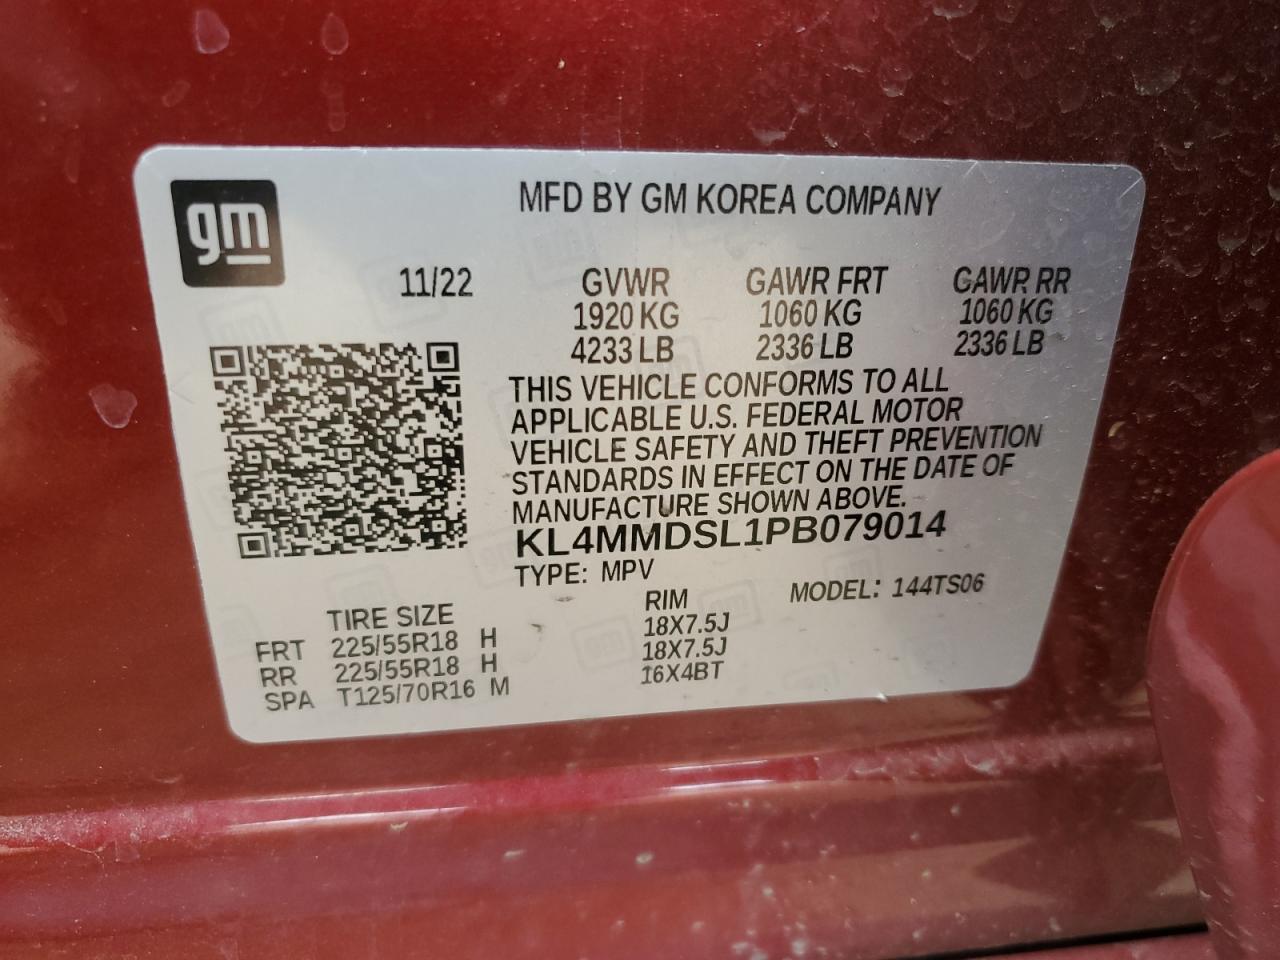 gm
MFD BY GM KOREA COMPANY
11/22
GVWR GAWR FRT GAWR RR
1920 KG 1060 KG 1060 KG
4233 LB 2336 LB 2336 LB
THIS VEHICLE CONFORMS TO ALL
APPLICABLE U.S. FEDERAL MOTOR
VEHICLE SAFETY AND THEFT PREVENTION
STANDARDS IN EFFECT ON THE DATE OF
MANUFACTURE SHOWN ABOVE.
KL4MMDSL1PB079014
TYPE: MPV MODEL: 144TS06
TIRE SIZE RIM
FRT 225/55R18 H 18X7.5J
RR 225/55R18 H 18X7.5J
SPA T125/70R16 M 16X4BT